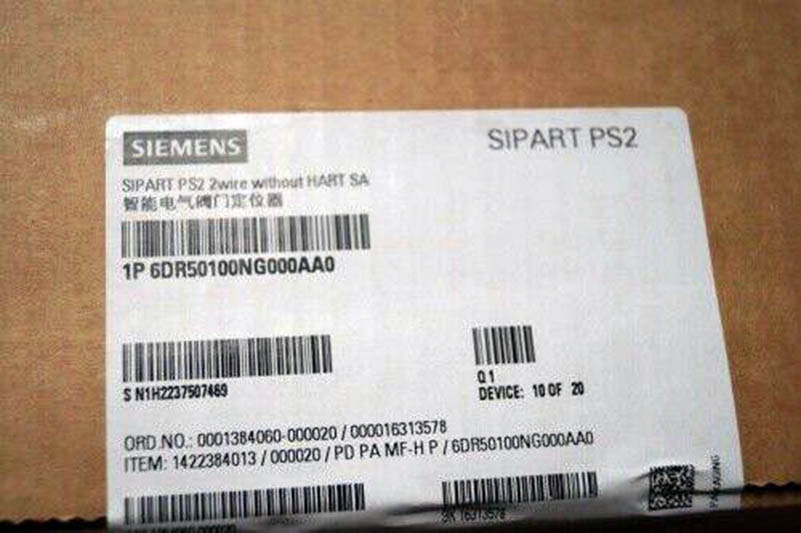 SIEMENS
SIPART PS2
SIPART PS2 2wire without HART SA
智能电气阀门定位器
1P 6DR50100NG000AA0
S N1H2237507469
Q 1
DEVICE: 10 OF 20
ORD.NO.: 0001384060-000020 / 000016313578
ITEM: 1422384013 / 000020 / PD PA MF-H P / 6DR50100NG000AA0
16313578
PACKAGING